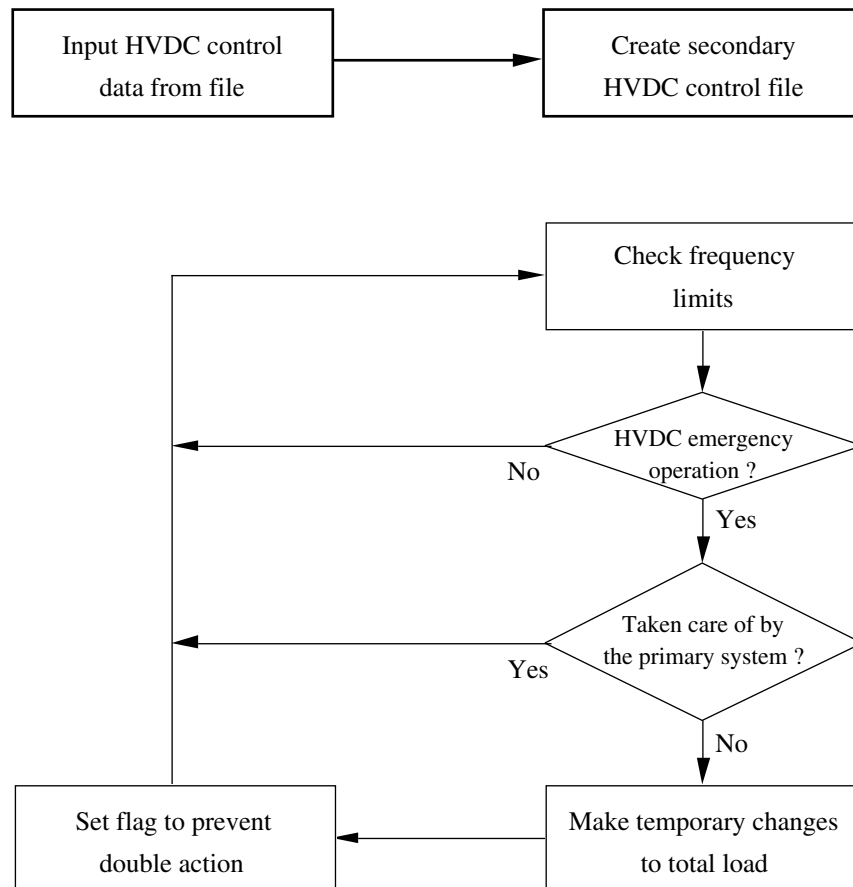 Input HVDC control
data from file
Create secondary
HVDC control file
Check frequency
limits
HVDC emergency
operation ?
No
Yes
Taken care of by
the primary system ?
Yes
No
Set flag to prevent
double action
Make temporary changes
to total load